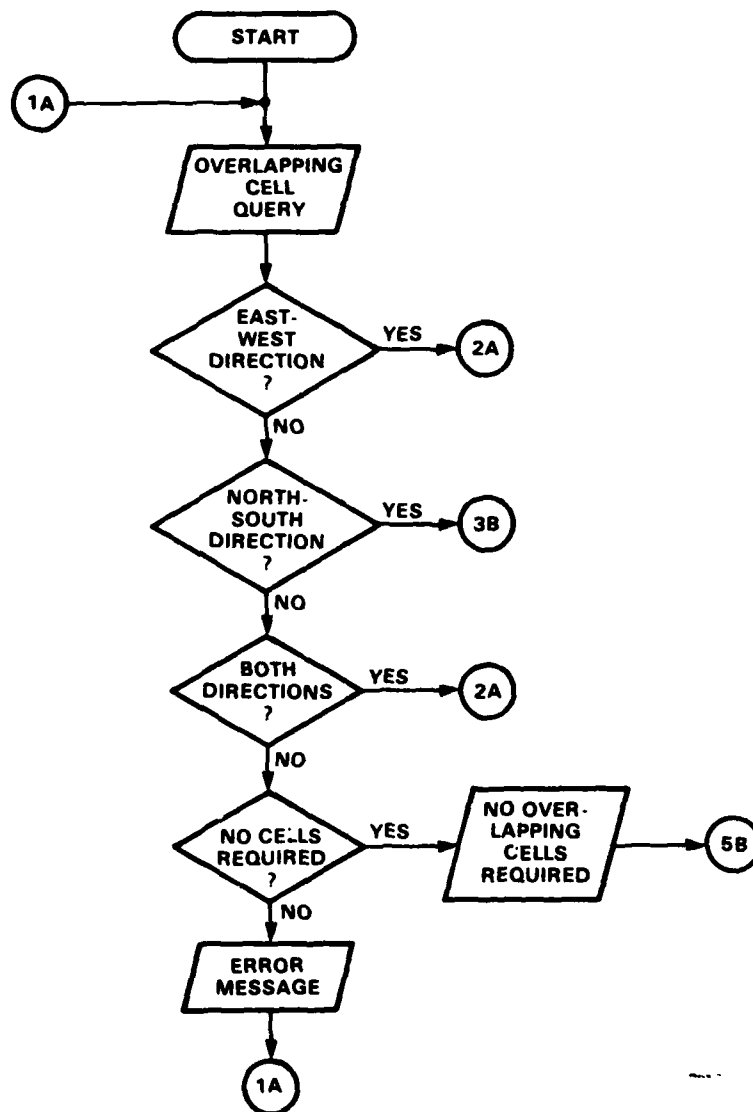 START
1A
OVERLAPPING
CELL
QUERY
EAST-
WEST
DIRECTION
?
YES
2A
NO
NORTH-
SOUTH
DIRECTION
?
YES
3B
NO
BOTH
DIRECTIONS
?
YES
2A
NO
NO CELLS
REQUIRED
?
YES
NO OVER-
LAPPING
CELLS
REQUIRED
5B
NO
ERROR
MESSAGE
1A